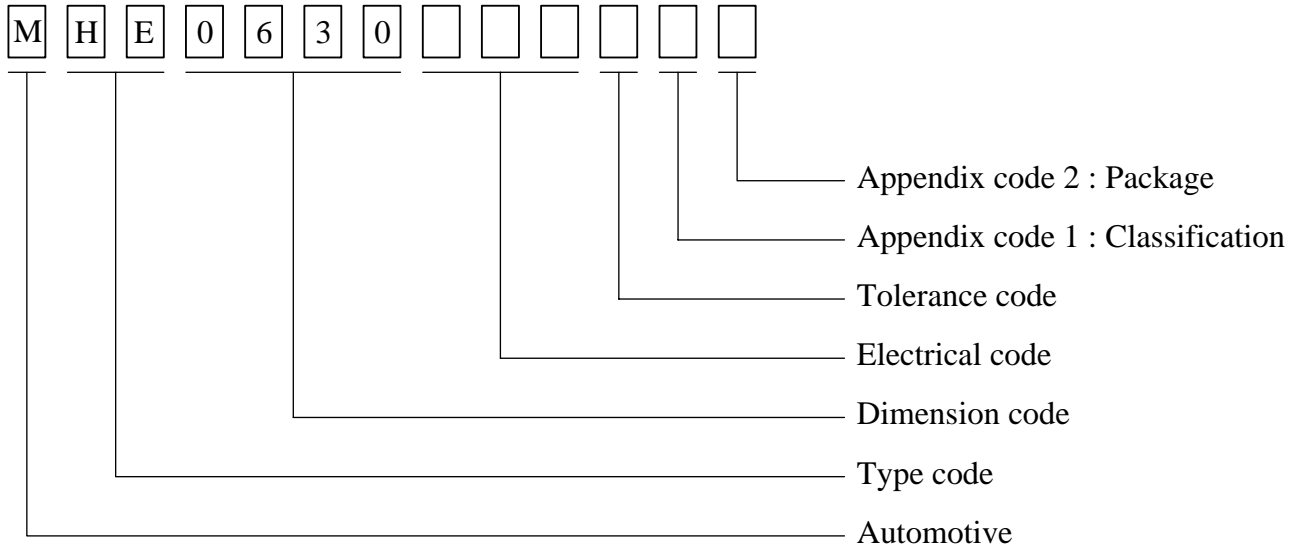 M H E 0 6 3 0
Appendix code 2 : Package
Appendix code 1 : Classification
Tolerance code
Electrical code
Dimension code
Type code
Automotive